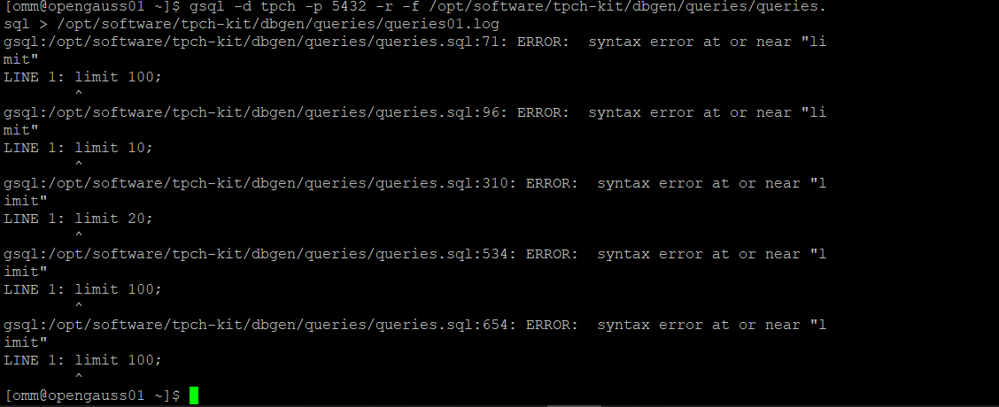 [omm@opengauss01 ~]$ gsql -d tpch -p 5432 -r -f /opt/software/tpch-kit/dbgen/queries/queries.
sql > /opt/software/tpch-kit/dbgen/queries/queries01.log
gsql:/opt/software/tpch-kit/dbgen/queries/queries.sql:71: ERROR:  syntax error at or near "li
mit"
LINE 1: limit 100;
        ^
gsql:/opt/software/tpch-kit/dbgen/queries/queries.sql:96: ERROR:  syntax error at or near "li
mit"
LINE 1: limit 10;
        ^
gsql:/opt/software/tpch-kit/dbgen/queries/queries.sql:310: ERROR:  syntax error at or near "l
imit"
LINE 1: limit 20;
        ^
gsql:/opt/software/tpch-kit/dbgen/queries/queries.sql:534: ERROR:  syntax error at or near "l
imit"
LINE 1: limit 100;
        ^
gsql:/opt/software/tpch-kit/dbgen/queries/queries.sql:654: ERROR:  syntax error at or near "l
imit"
LINE 1: limit 100;
        ^
[omm@opengauss01 ~]$